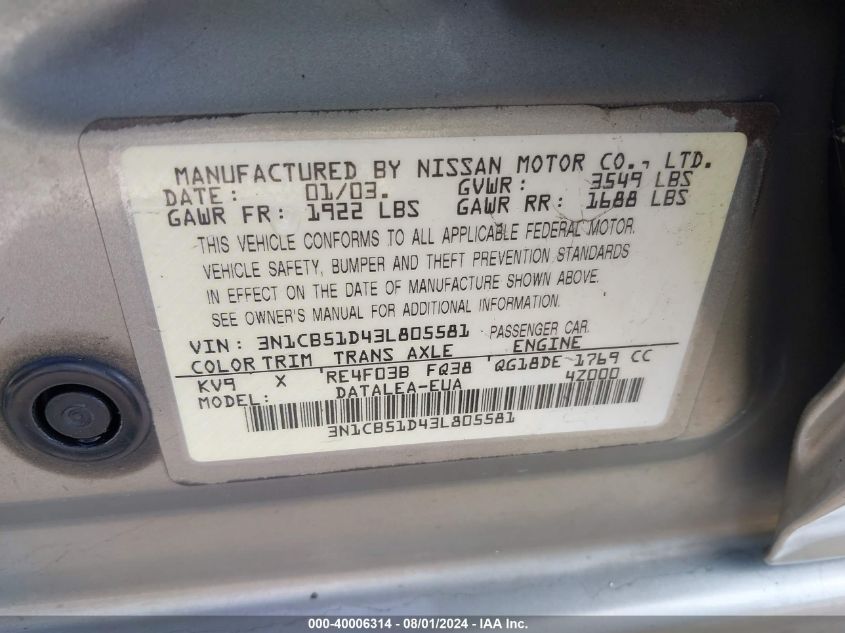 MANUFACTURED BY NISSAN MOTOR CO., LTD.
DATE: 01/03. GVWR: 3549 LBS
GAWR FR: 1922 LBS GAWR RR: 1688 LBS
THIS VEHICLE CONFORMS TO ALL APPLICABLE FEDERAL MOTOR
VEHICLE SAFETY, BUMPER AND THEFT PREVENTION STANDARDS
IN EFFECT ON THE DATE OF MANUFACTURE SHOWN ABOVE.
SEE OWNER'S MANUAL FOR ADDITIONAL INFORMATION.
VIN: 3N1CB51D43L805581 PASSENGER CAR
COLOR TRIM TRANS AXLE ENGINE
KV9 X RE4F03B FQ38 QG18DE 1769 CC
MODEL: DATALEA-EUA 4Z000
3N1CB51D43L805581
000-40006314 - 08/01/2024 - IAA Inc.